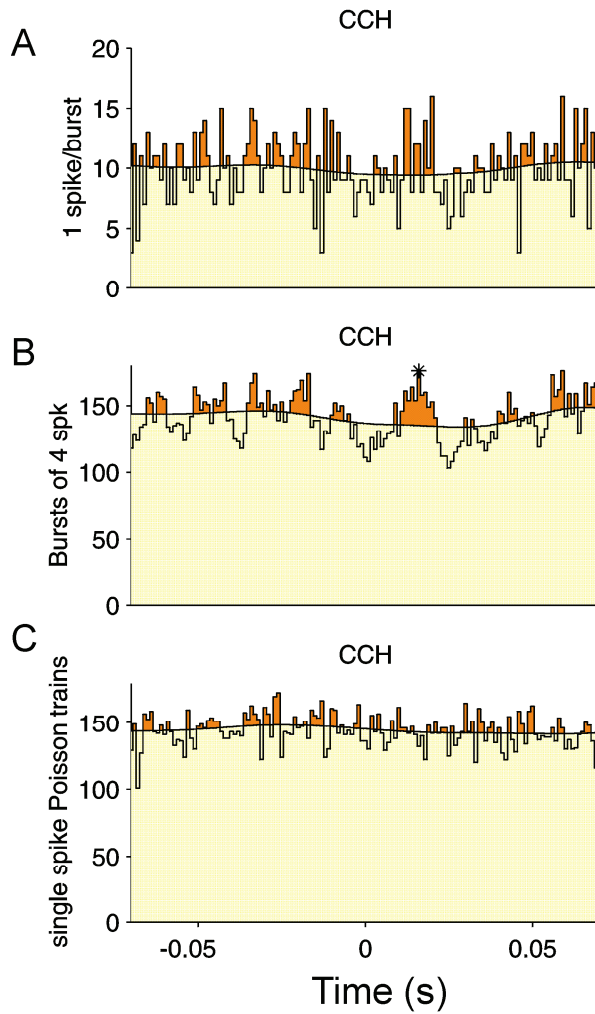 CCH
A
20
15
10
5
0
1 spike/burst
CCH
B
150
100
50
0
Bursts of 4 spk
C
CCH
150
100
50
0
single spike Poisson trains
-0.05 0 0.05
Time (s)